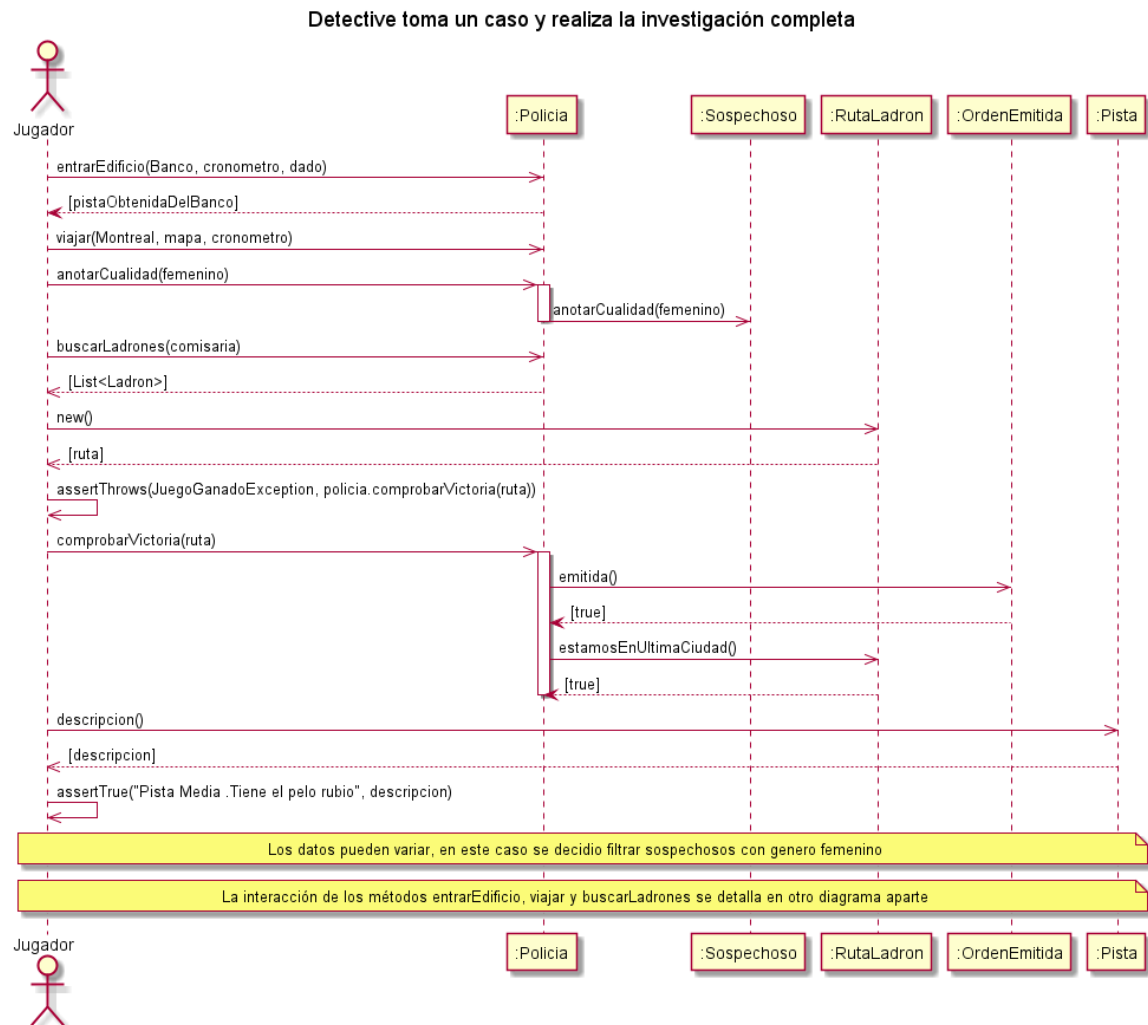 Detective toma un caso y realiza la investigación completa
Jugador
:Policia
:Sospechoso
:RutaLadron
:OrdenEmitida
:Pista
entrarEdificio(Banco, cronometro, dado)
[pistaObtenidaDelBanco]
viajar(Montreal, mapa, cronometro)
anotarCualidad(femenino)
anotarCualidad(femenino)
buscarLadrones(comisaria)
[List<Ladron>]
new()
[ruta]
assertThrows(JuegoGanadoException, policia.comprobarVictoria(ruta))
comprobarVictoria(ruta)
emitida()
[true]
estamosEnUltimaCiudad()
[true]
descripcion()
[descripcion]
assertTrue("Pista Media .Tiene el pelo rubio", descripcion)
Los datos pueden variar, en este caso se decidio filtrar sospechosos con genero femenino
La interacción de los métodos entrarEdificio, viajar y buscarLadrones se detalla en otro diagrama aparte
Jugador
:Policia
:Sospechoso
:RutaLadron
:OrdenEmitida
:Pista